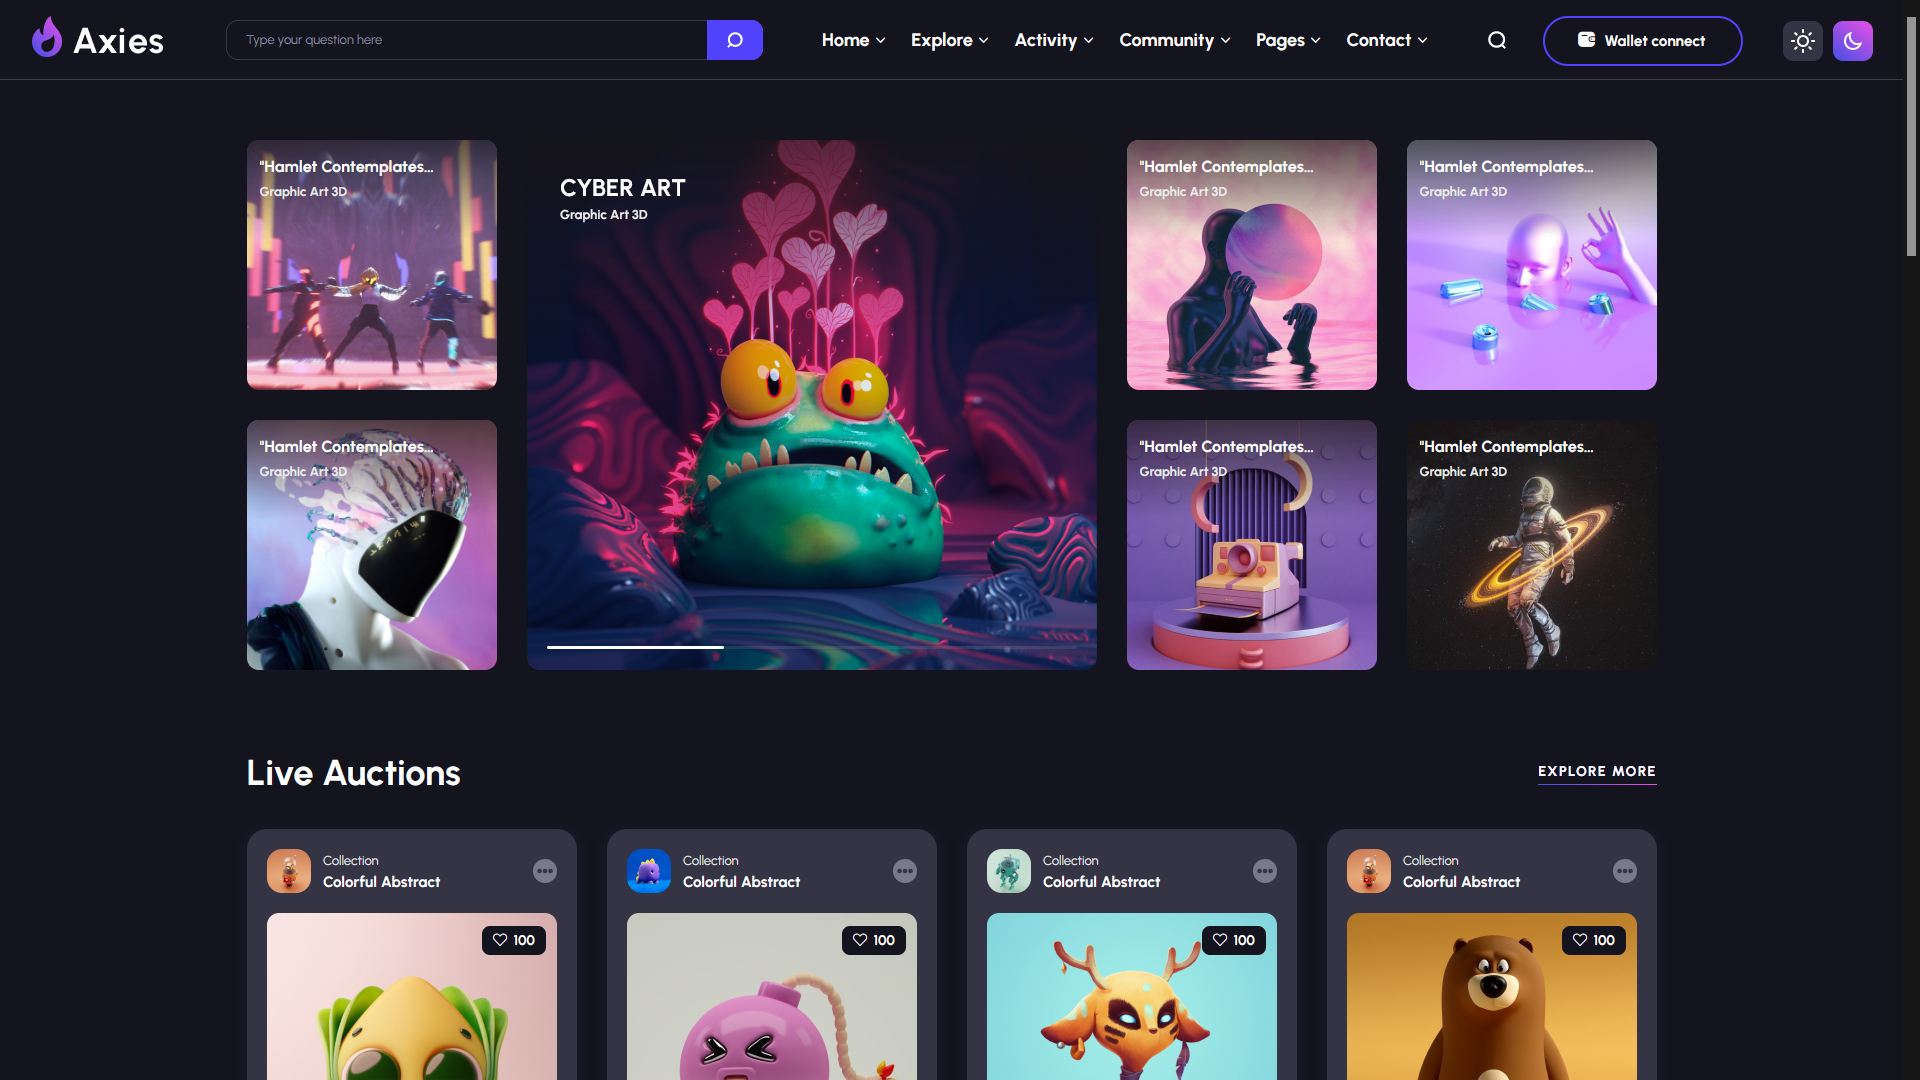 Axies
Type your question here
Home
Explore
Activity
Community
Pages
Contact
Wallet connect
"Hamlet Contemplates...
Graphic Art 3D
CYBER ART
Graphic Art 3D
"Hamlet Contemplates...
Graphic Art 3D
"Hamlet Contemplates...
Graphic Art 3D
"Hamlet Contemplates...
Graphic Art 3D
"Hamlet Contemplates...
Graphic Art 3D
"Hamlet Contemplates...
Graphic Art 3D
Live Auctions
EXPLORE MORE
Collection
Colorful Abstract
100
Collection
Colorful Abstract
100
Collection
Colorful Abstract
100
Collection
Colorful Abstract
100